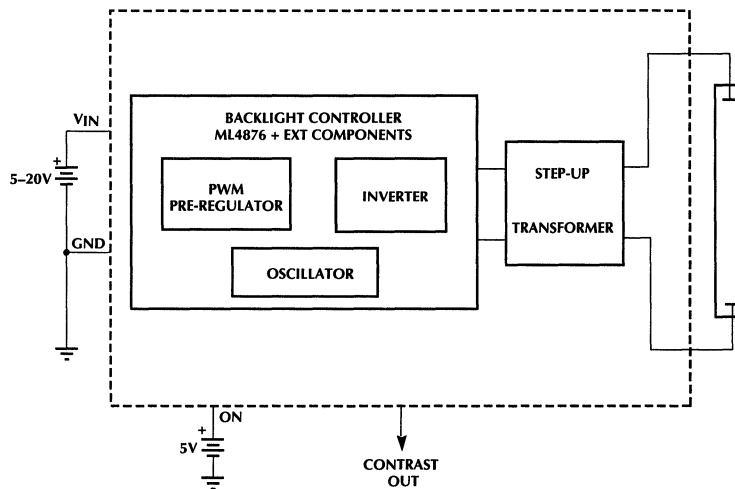 BACKLIGHT CONTROLLER
ML4876 + EXT COMPONENTS
VIN
+
5–20V
GND
PWM
PRE-REGULATOR
INVERTER
OSCILLATOR
STEP-UP
TRANSFORMER
ON
+
5V
CONTRAST
OUT